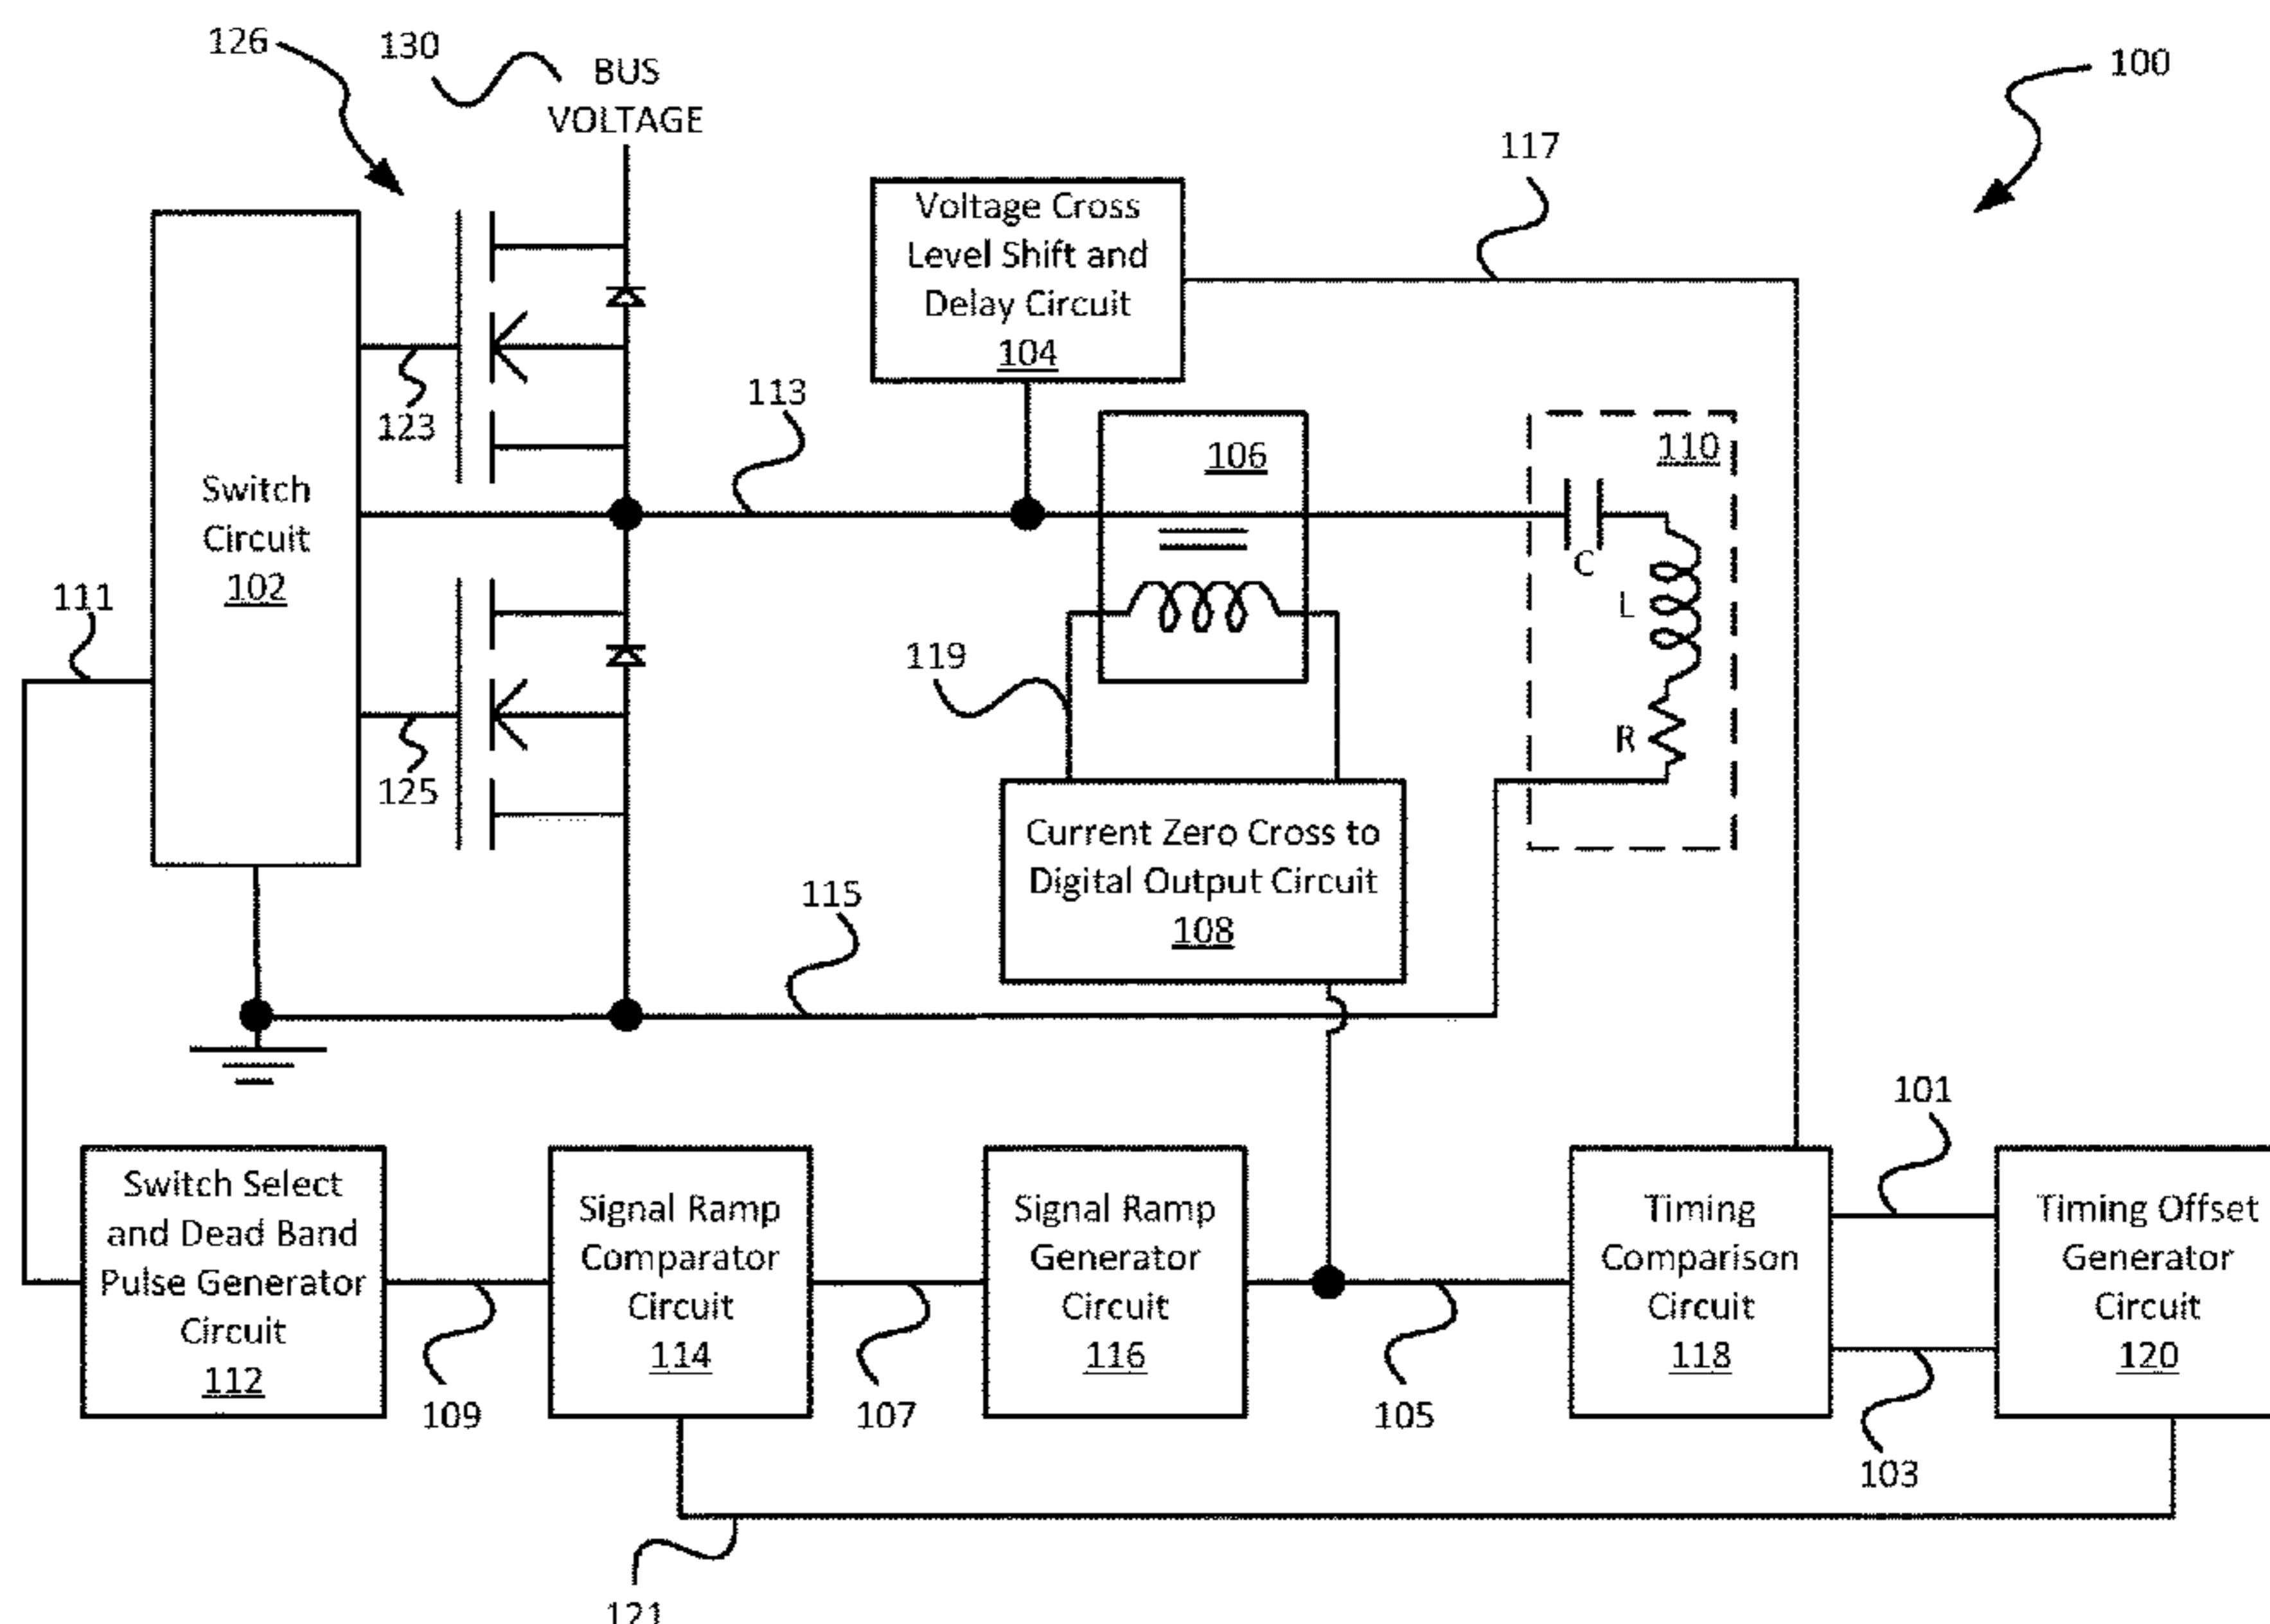 126
130
BUS
VOLTAGE
100
117
Voltage Cross
Level Shift and
Delay Circuit
104
123
113
106
110
Switch
Circuit
102
C
L
111
119
R
125
Current Zero Cross to
Digital Output Circuit
108
115
101
Switch Select
and Dead Band
Pulse Generator
Circuit
112
Signal Ramp
Comparator
Circuit
114
Signal Ramp
Generator
Circuit
116
Timing
Comparison
Circuit
118
Timing Offset
Generator
Circuit
120
109
107
105
103
121